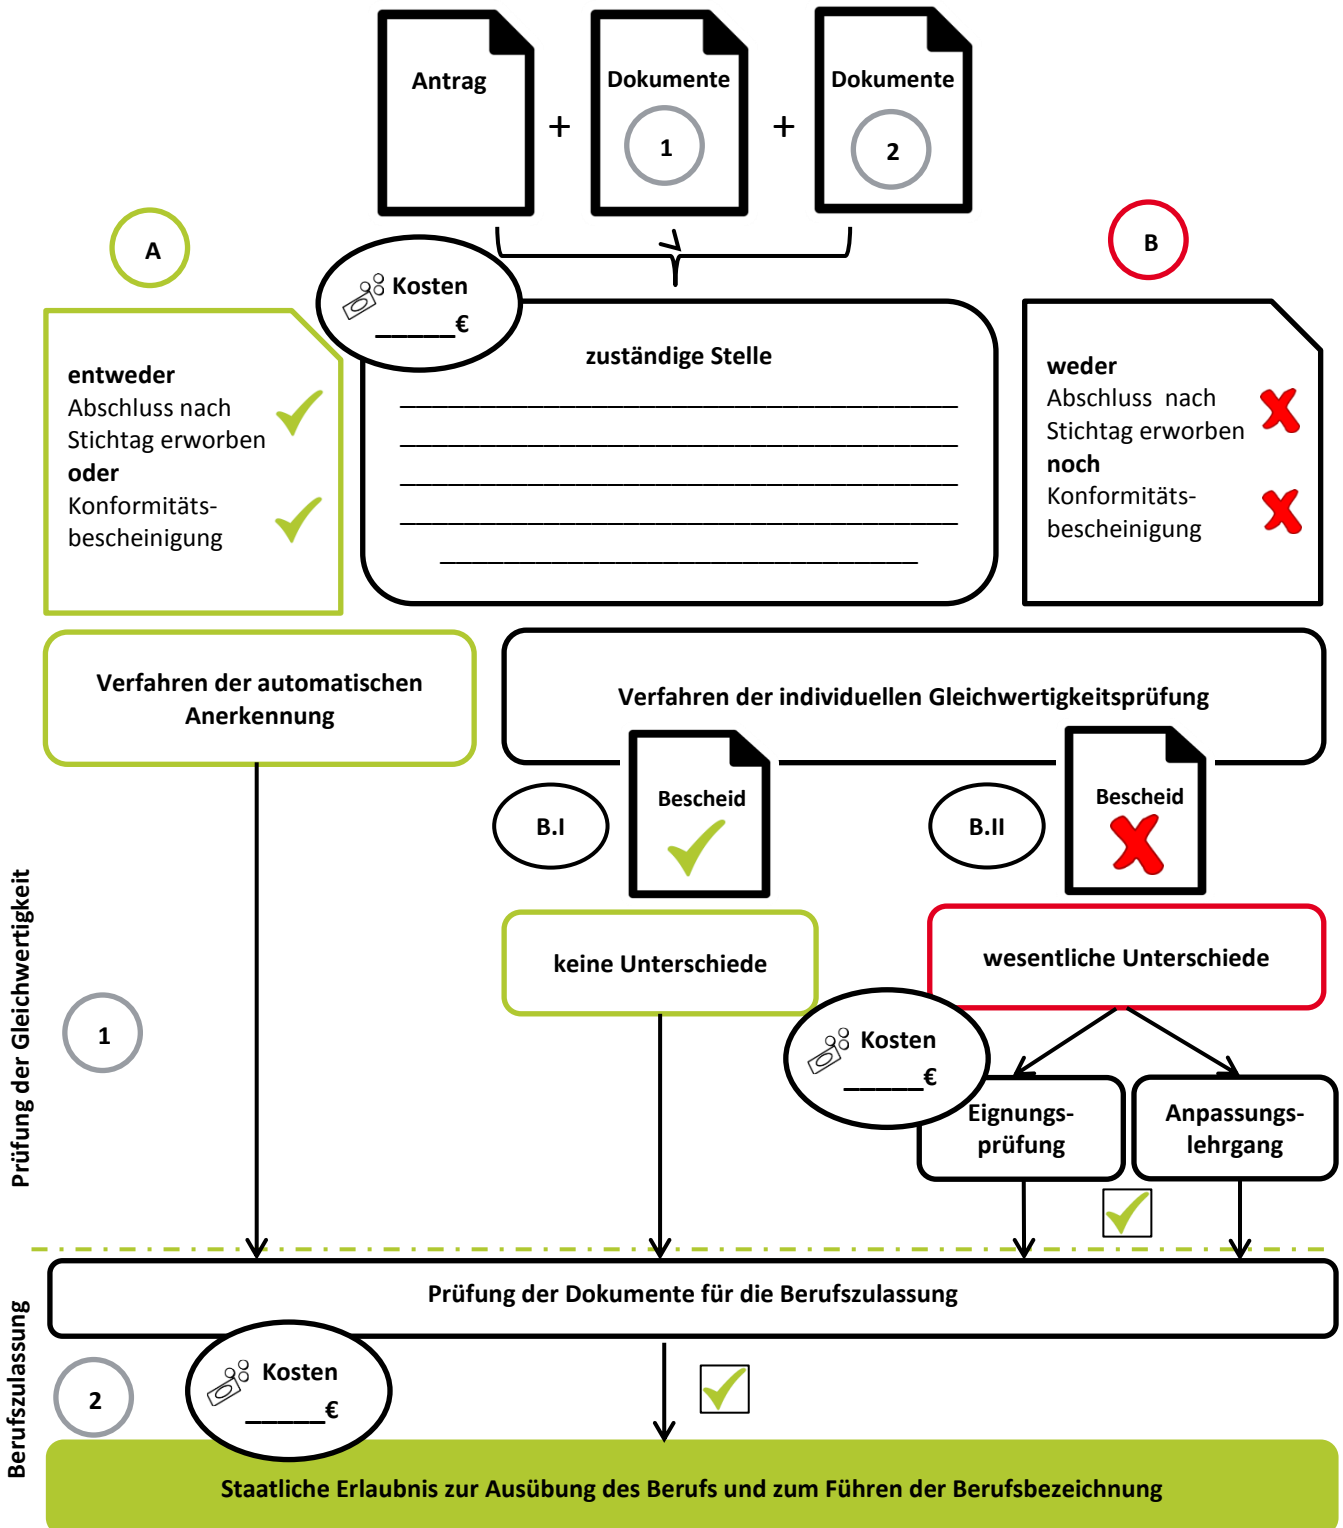 Antrag
+
Dokumente
1
+
Dokumente
2
A
B
Kosten
_____€
entweder
Abschluss nach
Stichtag erworben
oder
Konformitäts-
bescheinigung
zuständige Stelle
weder
Abschluss nach
Stichtag erworben
noch
Konformitäts-
bescheinigung
Verfahren der automatischen
Anerkennung
Verfahren der individuellen Gleichwertigkeitsprüfung
B.I
Bescheid
B.II
Bescheid
keine Unterschiede
wesentliche Unterschiede
Prüfung der Gleichwertigkeit
1
Kosten
_____€
Eignungs-
prüfung
Anpassungs-
lehrgang
Prüfung der Dokumente für die Berufszulassung
Berufszulassung
2
Kosten
_____€
Staatliche Erlaubnis zur Ausübung des Berufs und zum Führen der Berufsbezeichnung